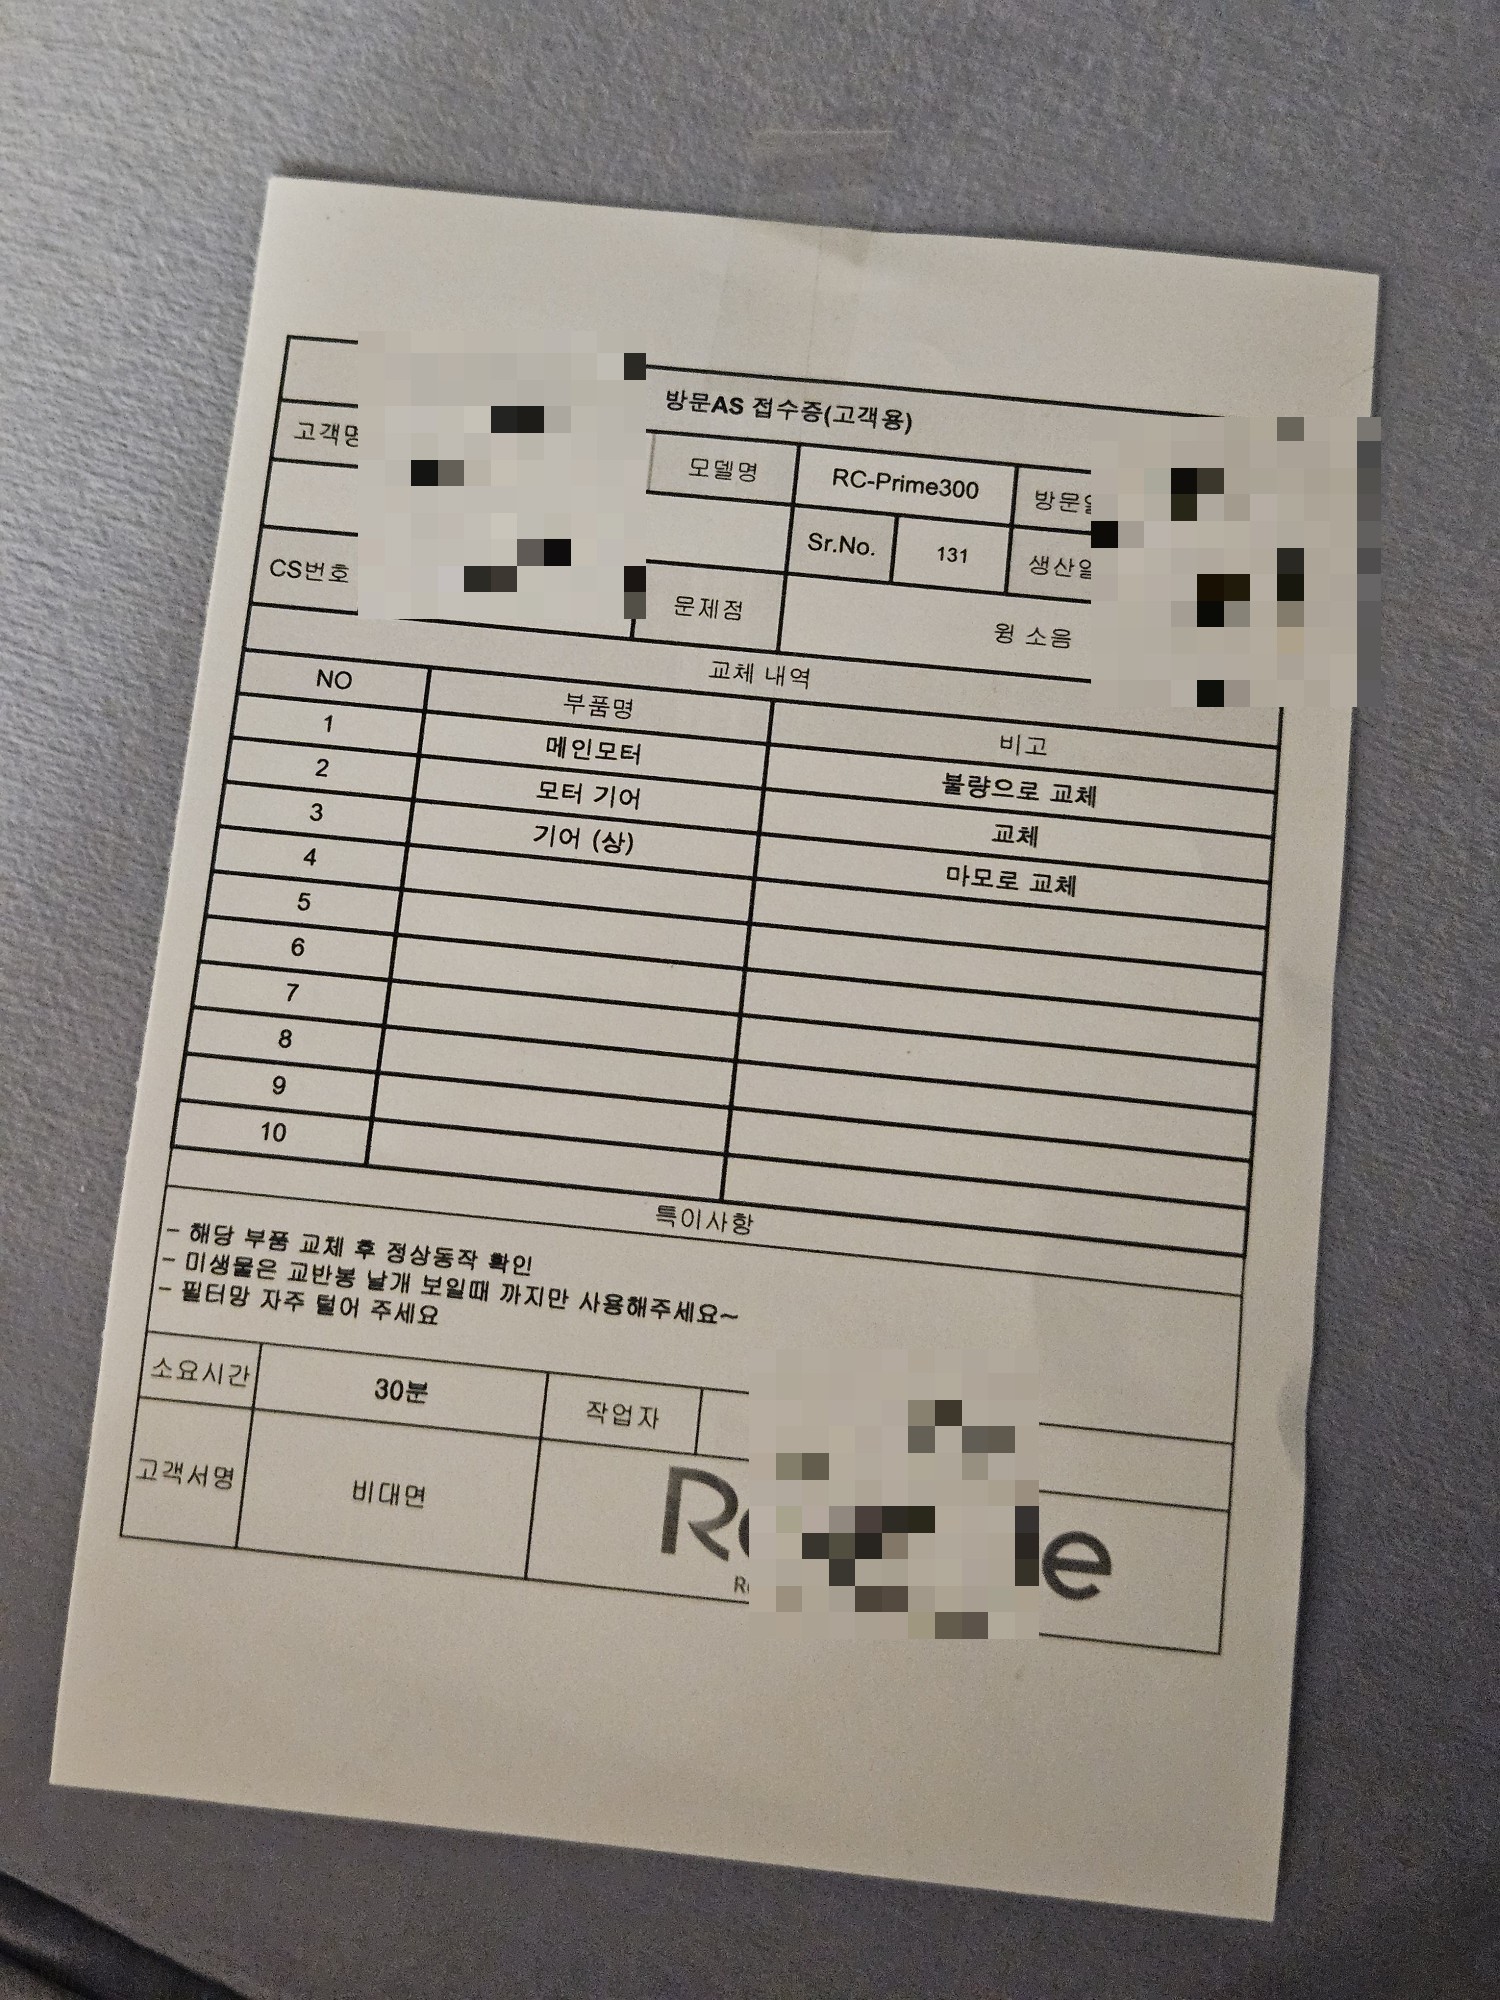 방문AS 접수증(고객용)
고객명 모델명 RC-Prime300
Sr.No. 131
CS번호 문제점 윙 소음
교체 내역
NO 부품명 비고
1 메인모터 불량으로 교체
2 모터 기어 교체
3 기어 (상) 마모로 교체
4
5
6
7
8
9
10
특이사항
- 해당 부품 교체 후 정상동작 확인
- 미생물은 교반봉 날개 보일때 까지만 사용해주세요~
- 필터망 자주 털어 주세요
소요시간 30분 작업자
고객서명 비대면